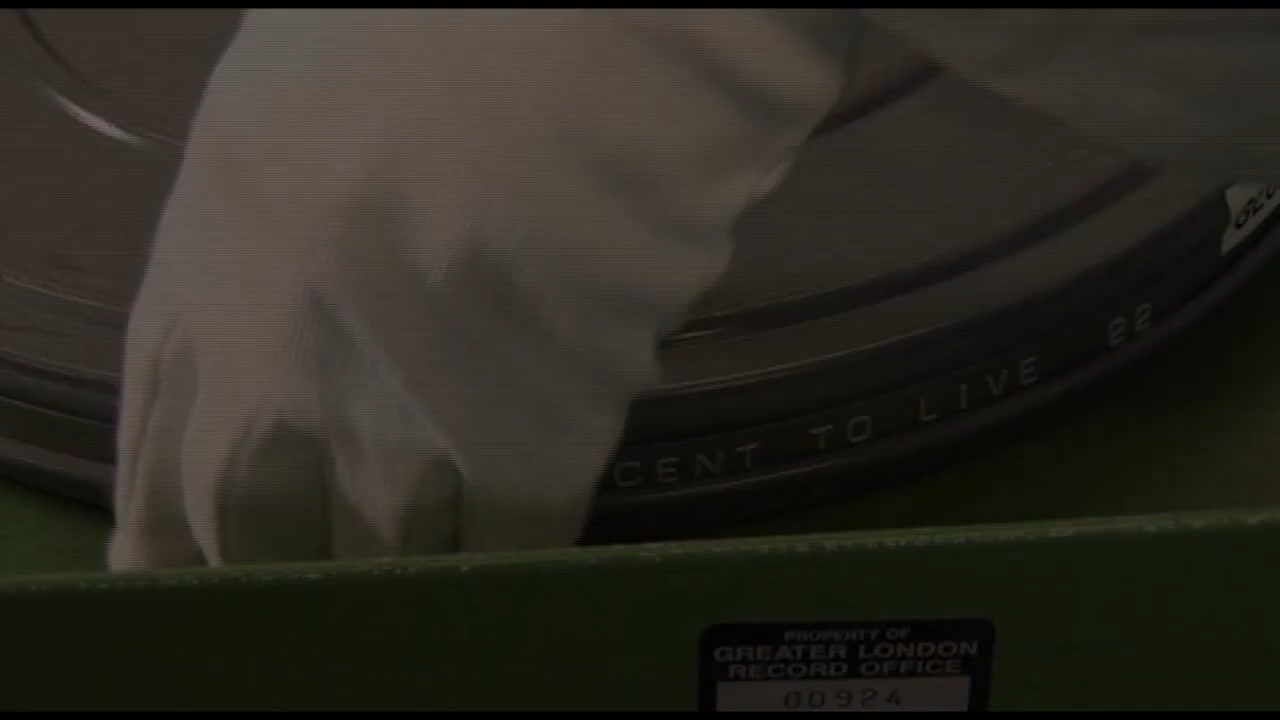 CENT TO LIVE 22
PROPERTY OF
GREATER LONDON
RECORD OFFICE
00924